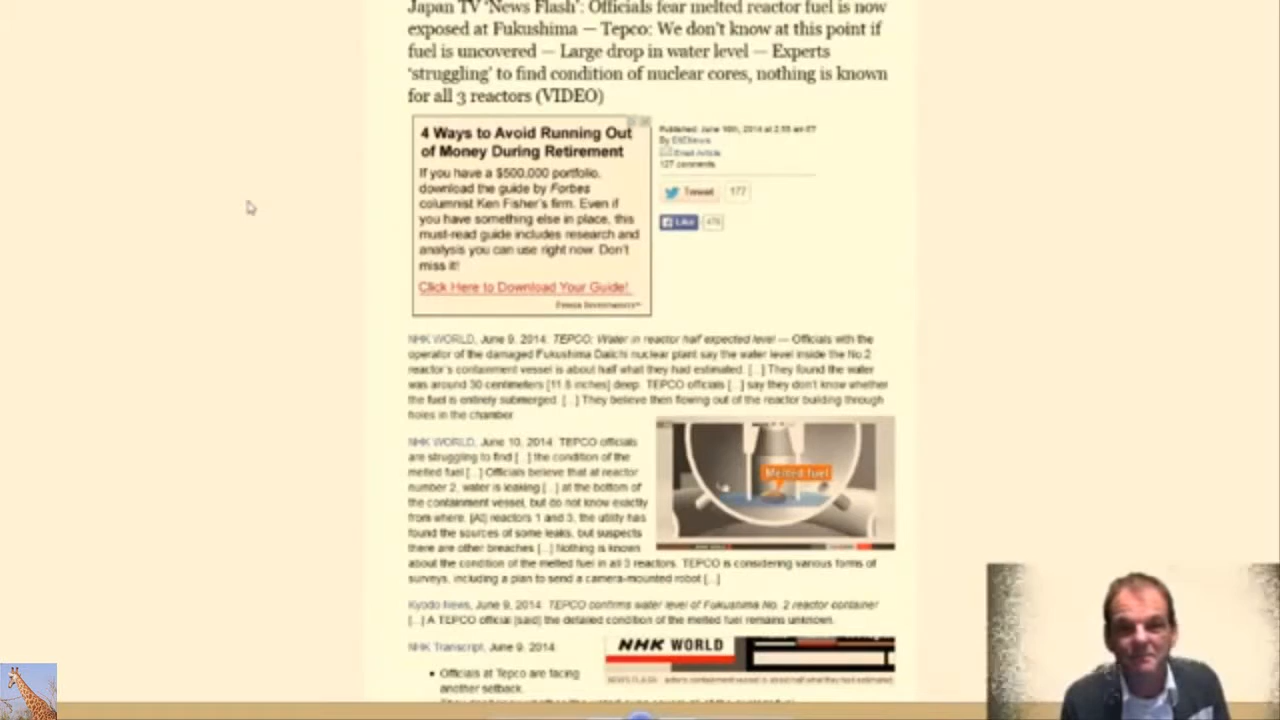 Japan TV 'News Flash': Officials fear melted reactor fuel is now
exposed at Fukushima — Tepco: We don't know at this point if
fuel is uncovered — Large drop in water level — Experts
'struggling' to find condition of nuclear cores, nothing is known
for all 3 reactors (VIDEO)
4 Ways to Avoid Running Out
of Money During Retirement
If you have a $500,000 portfolio,
download the guide by Forbes
columnist Ken Fisher's firm. Even if
you have something else in place, this
must-read guide includes research and
analysis you can use right now. Don't
miss it!
Click Here to Download Your Guide!
Published: June 16th, 2014 at 2:55 am ET
By ENENews
Email Article
127 comments
Tweet 177
Like
NHK WORLD, June 9, 2014: TEPCO: Water in reactor half expected level — Officials with the
operator of the damaged Fukushima Daiichi nuclear plant say the water level inside the No.2
reactor's containment vessel is about half what they had estimated. [...] They found the water
was around 30 centimeters [11.8 inches] deep. TEPCO officials [...] say they don't know whether
the fuel is entirely submerged. [...] They believe then flowing out of the reactor building through
holes in the chamber.
NHK WORLD, June 10, 2014: TEPCO officials
are struggling to find [...] the condition of the
melted fuel [...] Officials believe that at reactor
number 2, water is leaking [...] at the bottom of
the containment vessel, but do not know exactly
from where. [At] reactors 1 and 3, the utility has
found the sources of some leaks, but suspects
there are other breaches [...] Nothing is known
about the condition of the melted fuel in all 3 reactors. TEPCO is considering various forms of
surveys, including a plan to send a camera-mounted robot [...]
Melted fuel
Kyodo News, June 9, 2014: TEPCO confirms water level of Fukushima No. 2 reactor container
[...] A TEPCO official [said] the detailed condition of the melted fuel remains unknown.
NHK Transcript, June 9, 2014:
NHK WORLD
• Officials at Tepco are facing
another setback.